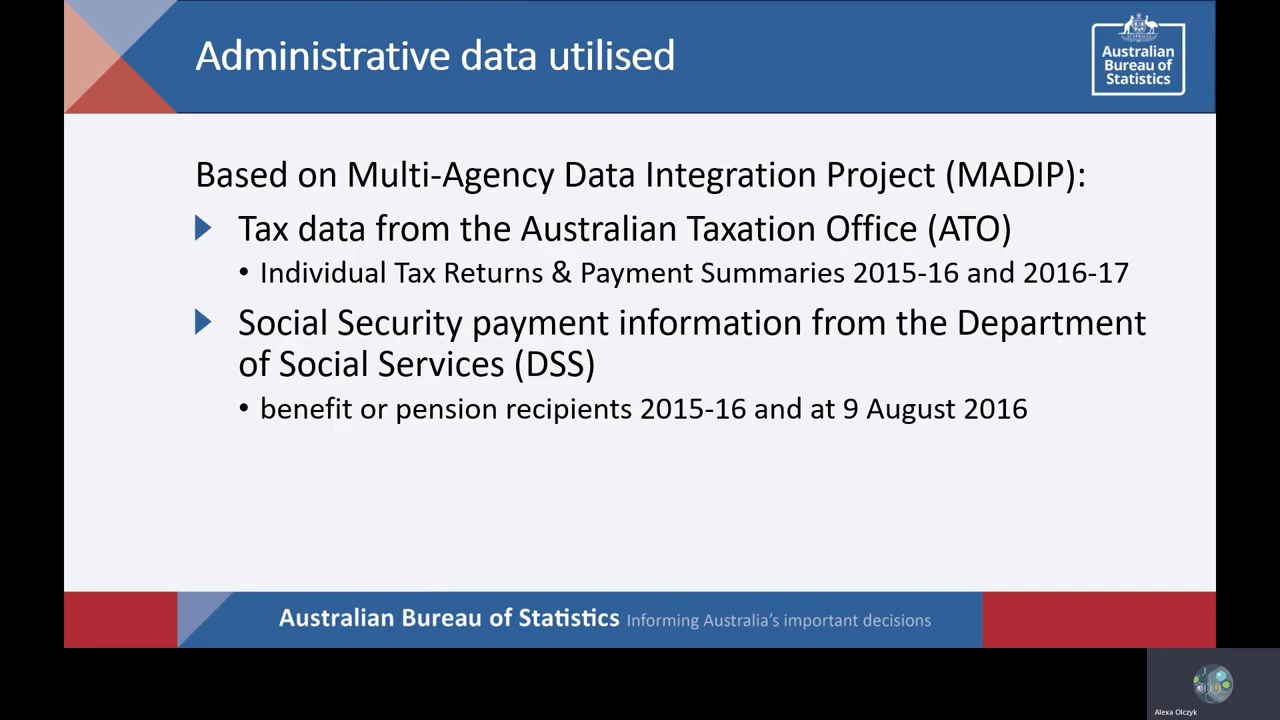 Administrative data utilised
Australian
Bureau of
Statistics
Based on Multi-Agency Data Integration Project (MADIP):
Tax data from the Australian Taxation Office (ATO)
• Individual Tax Returns & Payment Summaries 2015-16 and 2016-17
Social Security payment information from the Department
of Social Services (DSS)
• benefit or pension recipients 2015-16 and at 9 August 2016
Australian Bureau of Statistics Informing Australia's important decisions
Alexa Olczyk